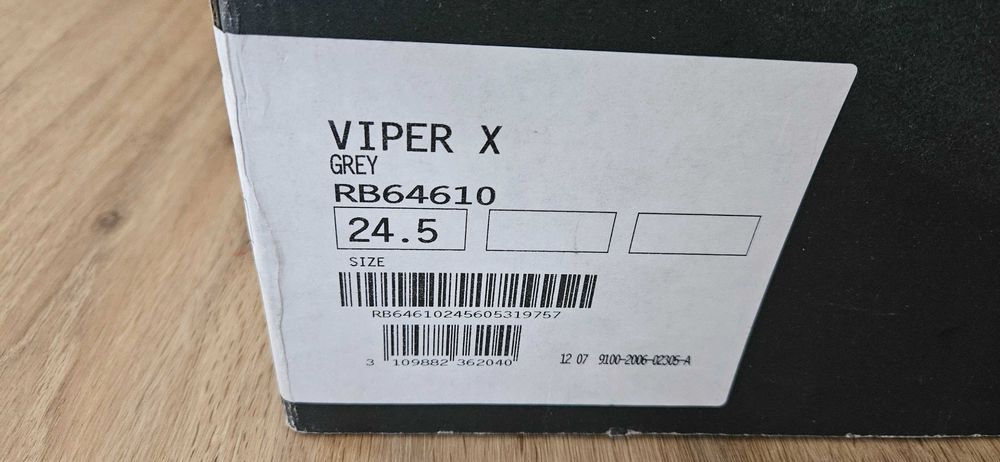 VIPER X
GREY
RB64610
24.5
SIZE
RB64610245605319757
3 109882 362040
12 07 9100-2006-02305-A